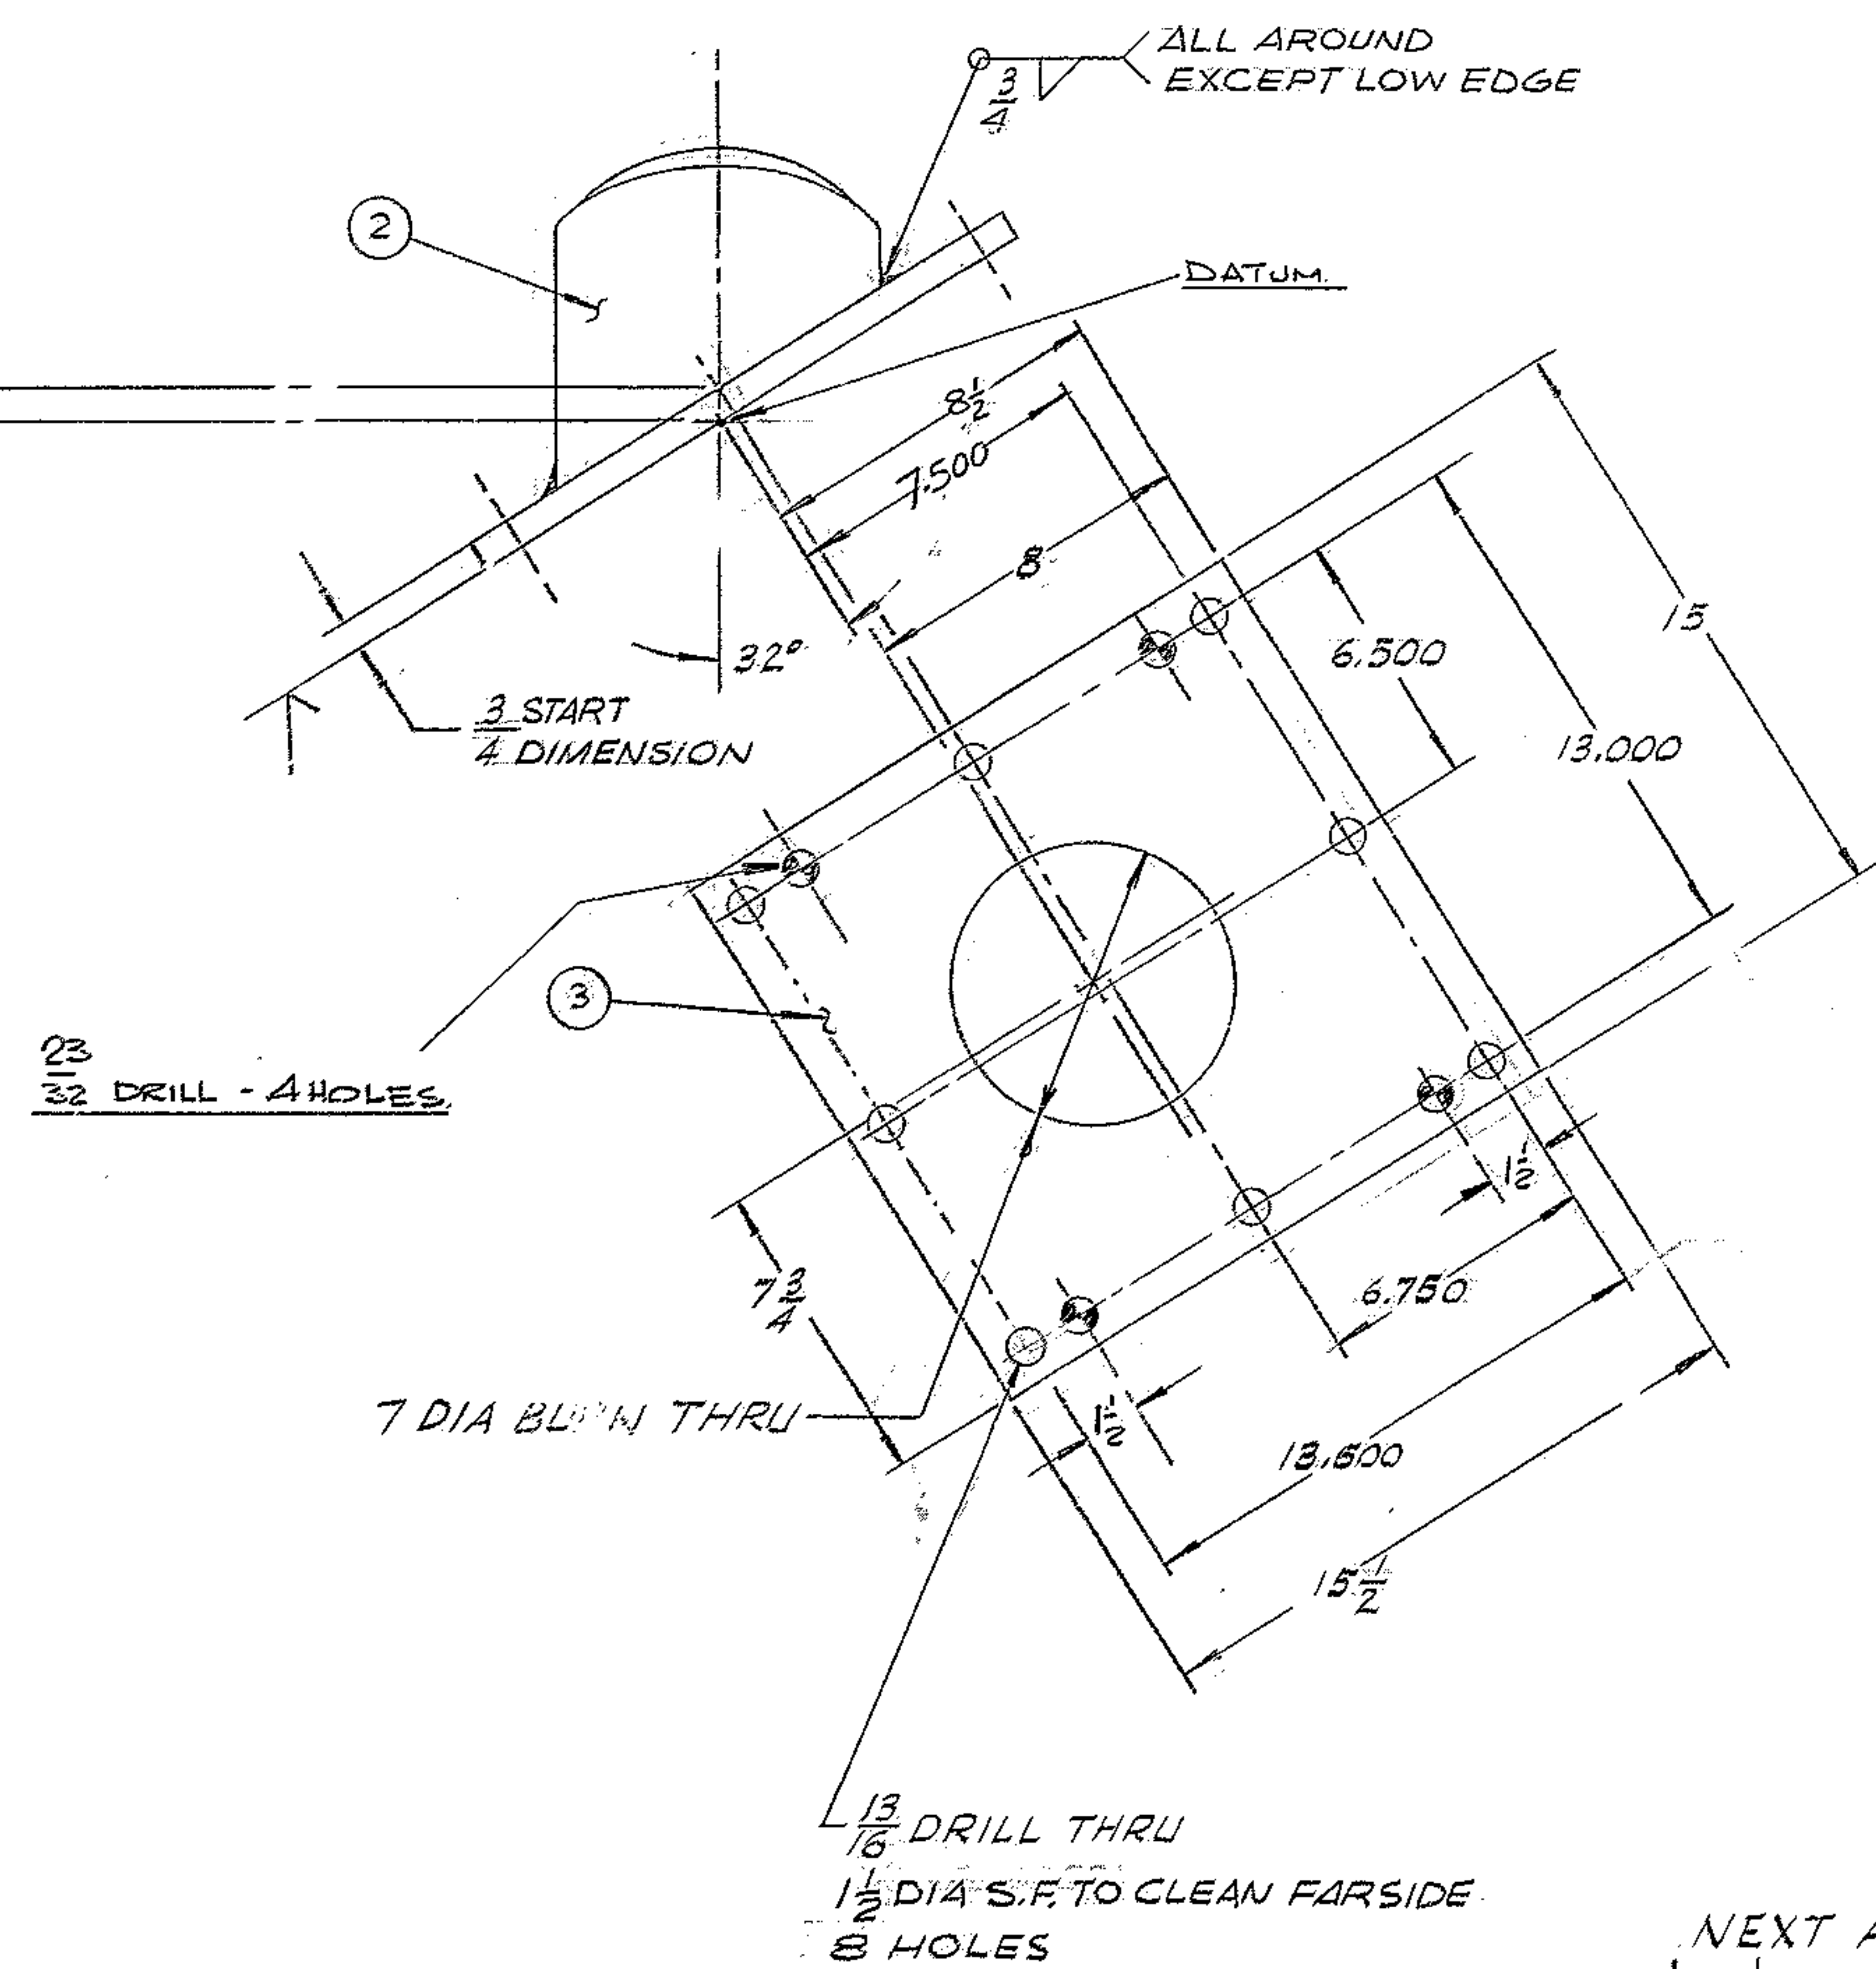 ALL AROUND
EXCEPT LOW EDGE
3/4
2
DATUM.
8 1/2
7.500
8
15
6.500
32°
3/4 START
DIMENSION
13.000
3
23/32 DRILL - 4 HOLES.
1 1/2
7 3/4
6.750
7 DIA THRU
1 1/2
15 1/2
13/16 DRILL THRU
1 1/2 DIA S.F. TO CLEAN FARSIDE
8 HOLES
NEXT A